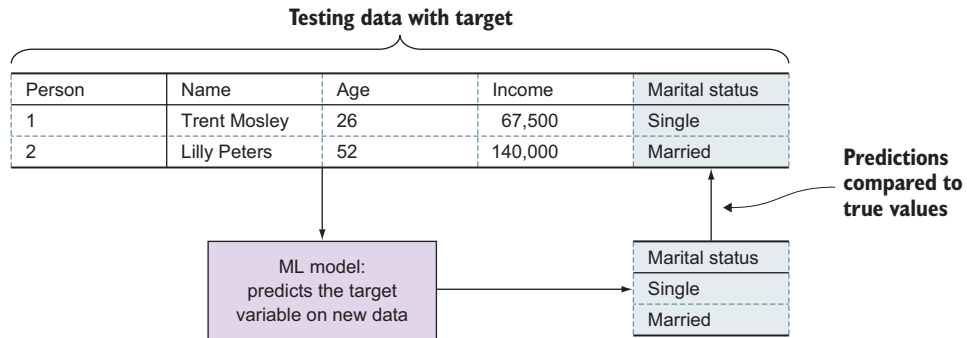 Testing data with target
Person Name Age Income Marital status
1 Trent Mosley 26 67,500 Single
2 Lilly Peters 52 140,000 Married
Predictions
compared to
true values
ML model:
predicts the target
variable on new data
Marital status
Single
Married